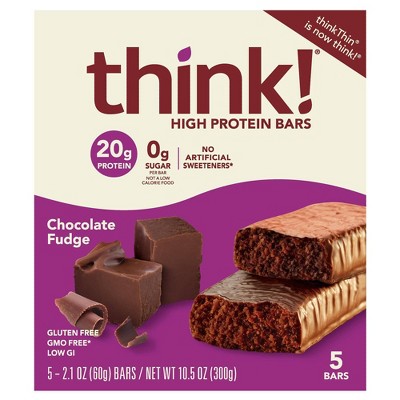 thinkThin®
is now think!®
think!®
HIGH PROTEIN BARS
20g
PROTEIN
0g
SUGAR
PER BAR
NOT A LOW
CALORIE FOOD
NO
ARTIFICIAL
SWEETENERS*
Chocolate
Fudge
GLUTEN FREE
GMO FREE*
LOW GI
5 BARS
5 – 2.1 OZ (60g) BARS / NET WT 10.5 OZ (300g)